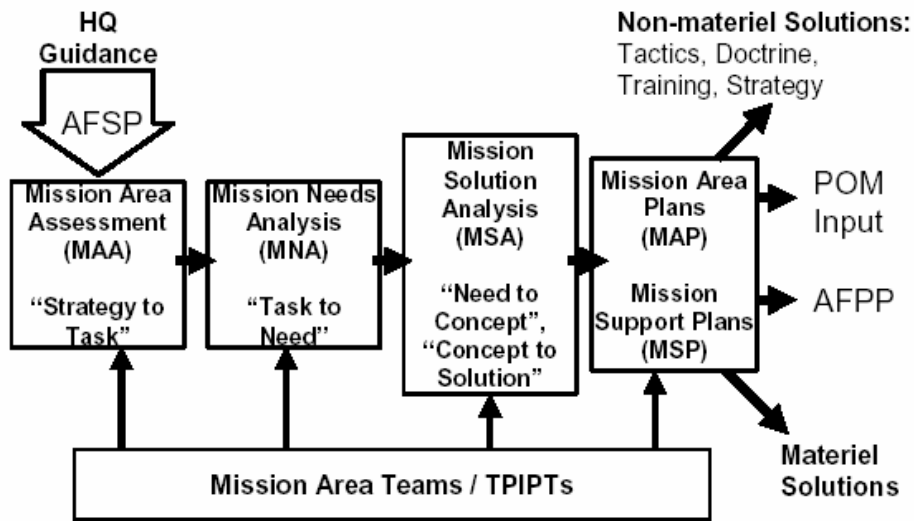 HQ
Guidance
AFSP
Non-materiel Solutions:
Tactics, Doctrine,
Training, Strategy
Mission Area
Assessment
(MAA)
“Strategy to
Task”
Mission Needs
Analysis
(MNA)
“Task to
Need”
Mission
Solution
Analysis
(MSA)
“Need to
Concept”,
“Concept to
Solution”
Mission Area
Plans
(MAP)
Mission
Support Plans
(MSP)
POM
Input
AFPP
Materiel
Solutions
Mission Area Teams / TPIPTs